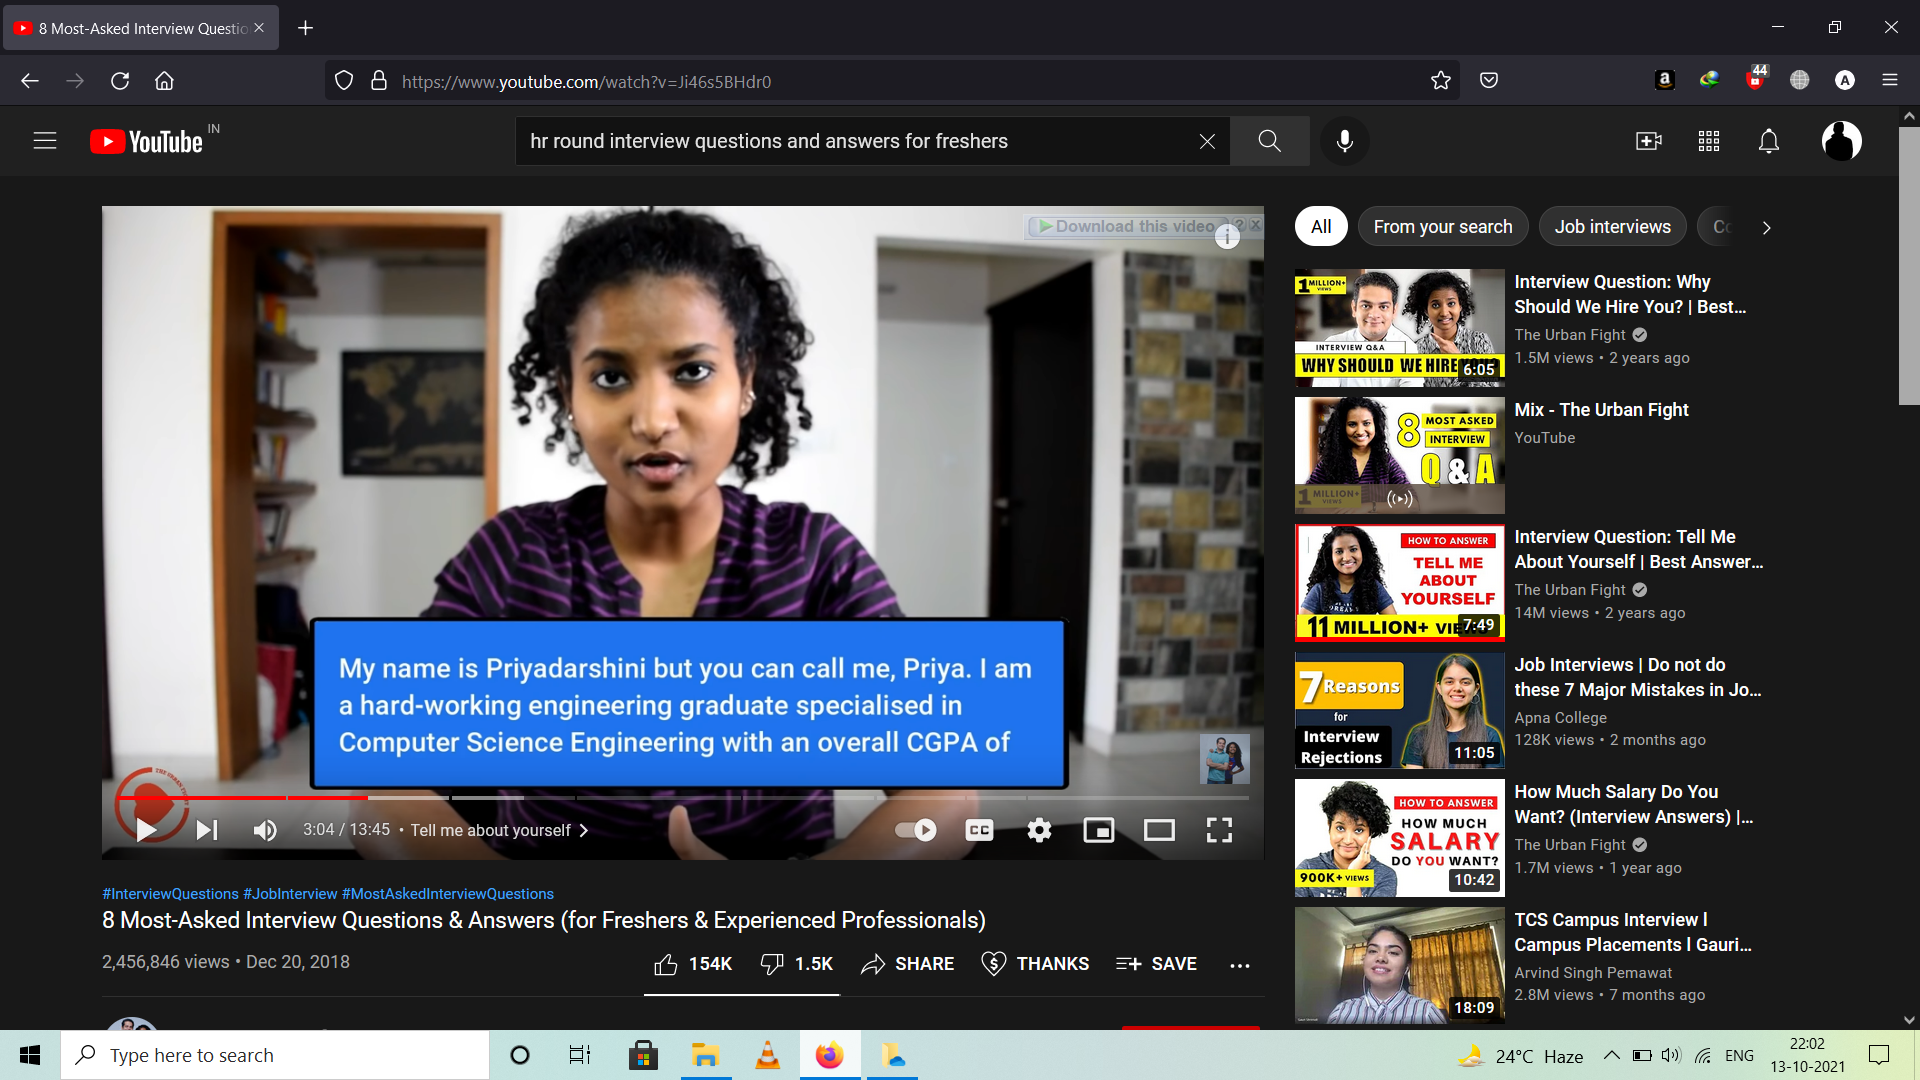 8 Most-Asked Interview Questio
https://www.youtube.com/watch?v=Ji46s5BHdr0
44
A
YouTube IN
hr round interview questions and answers for freshers
Download this video
?
My name is Priyadarshini but you can call me, Priya. I am
a hard-working engineering graduate specialised in
Computer Science Engineering with an overall CGPA of
3:04 / 13:45 • Tell me about yourself
CC
#InterviewQuestions #JobInterview #MostAskedInterviewQuestions
8 Most-Asked Interview Questions & Answers (for Freshers & Experienced Professionals)
2,456,846 views • Dec 20, 2018
154K 1.5K SHARE THANKS SAVE
All From your search Job interviews Co
1 MILLION+
VIEWS
INTERVIEW Q&A
WHY SHOULD WE HIRE
6:05
Interview Question: Why
Should We Hire You? | Best...
The Urban Fight
1.5M views • 2 years ago
8 MOST ASKED
INTERVIEW
Q & A
1 MILLION+
VIEWS
Mix - The Urban Fight
YouTube
HOW TO ANSWER
TELL ME
ABOUT
YOURSELF
11 MILLION+
7:49
Interview Question: Tell Me
About Yourself | Best Answer...
The Urban Fight
14M views • 2 years ago
7 Reasons
for
Interview
Rejections
11:05
Job Interviews | Do not do
these 7 Major Mistakes in Jo...
Apna College
128K views • 2 months ago
HOW TO ANSWER
HOW MUCH
SALARY
DO YOU WANT?
900K+ VIEWS
10:42
How Much Salary Do You
Want? (Interview Answers) |...
The Urban Fight
1.7M views • 1 year ago
18:09
TCS Campus Interview l
Campus Placements l Gauri...
Arvind Singh Pemawat
2.8M views • 7 months ago
Type here to search
24°C Haze
ENG
22:02
13-10-2021